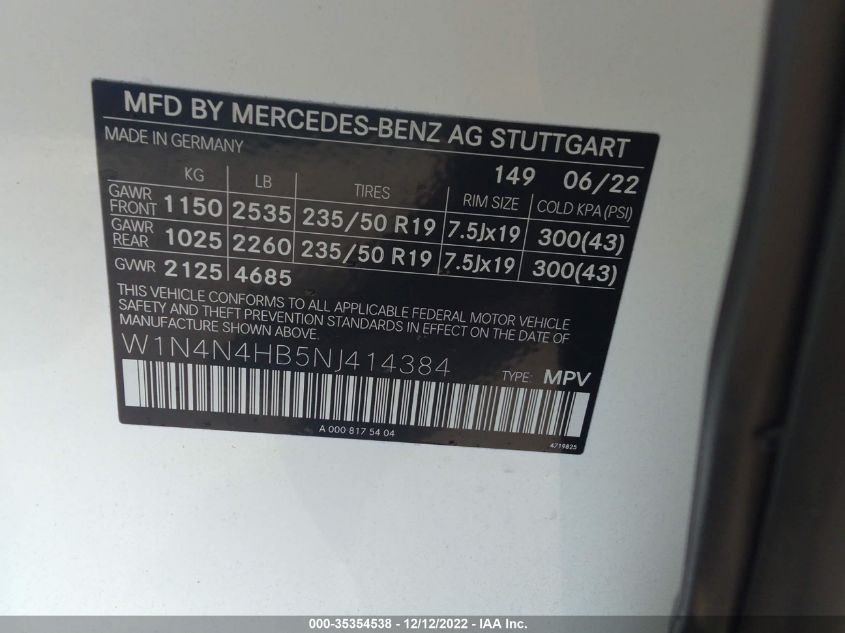 MFD BY MERCEDES-BENZ AG STUTTGART
MADE IN GERMANY
149 06/22
KG LB TIRES RIM SIZE COLD KPA (PSI)
GAWR FRONT 1150 2535 235/50 R19 7.5Jx19 300(43)
GAWR REAR 1025 2260 235/50 R19 7.5Jx19 300(43)
GVWR 2125 4685
THIS VEHICLE CONFORMS TO ALL APPLICABLE FEDERAL MOTOR VEHICLE
SAFETY AND THEFT PREVENTION STANDARDS IN EFFECT ON THE DATE OF
MANUFACTURE SHOWN ABOVE.
W1N4N4HB5NJ414384
TYPE: MPV
A 000 817 54 04
4719825
000-35354538 - 12/12/2022 - IAA Inc.